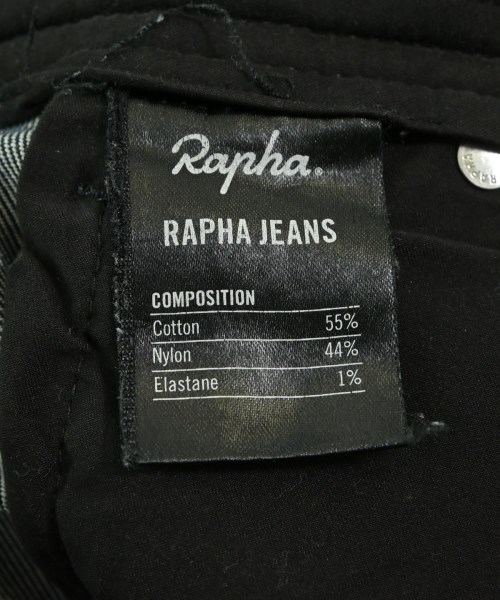 Rapha.
RAPHA JEANS
COMPOSITION
Cotton 55%
Nylon 44%
Elastane 1%